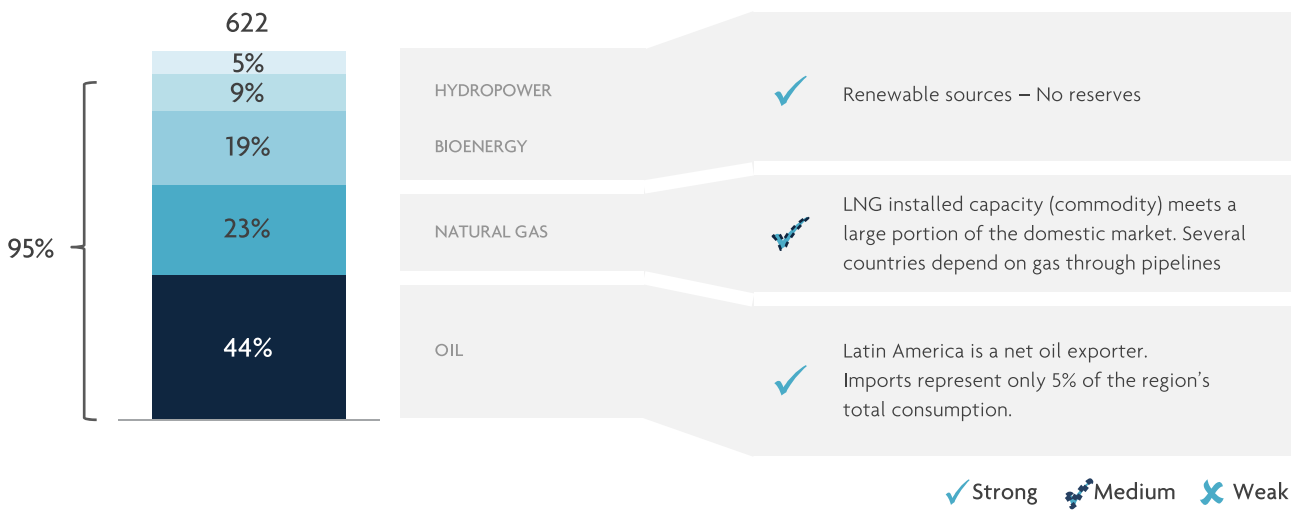 622
5%
9%
19%
23%
44%
95%
HYDROPOWER
BIOENERGY
NATURAL GAS
OIL
Renewable sources – No reserves
LNG installed capacity (commodity) meets a
large portion of the domestic market. Several
countries depend on gas through pipelines
Latin America is a net oil exporter.
Imports represent only 5% of the region’s
total consumption.
Strong Medium Weak